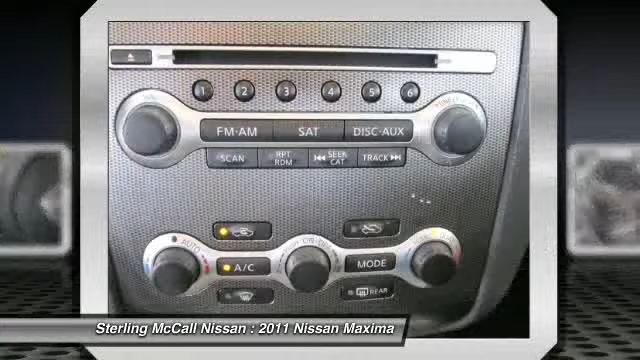 1 2 3 4 5 6
FM·AM SAT DISC·AUX
SCAN RPT RDM SEEK CAT TRACK
AUTO
A/C MODE
REAR
Sterling McCall Nissan : 2011 Nissan Maxima